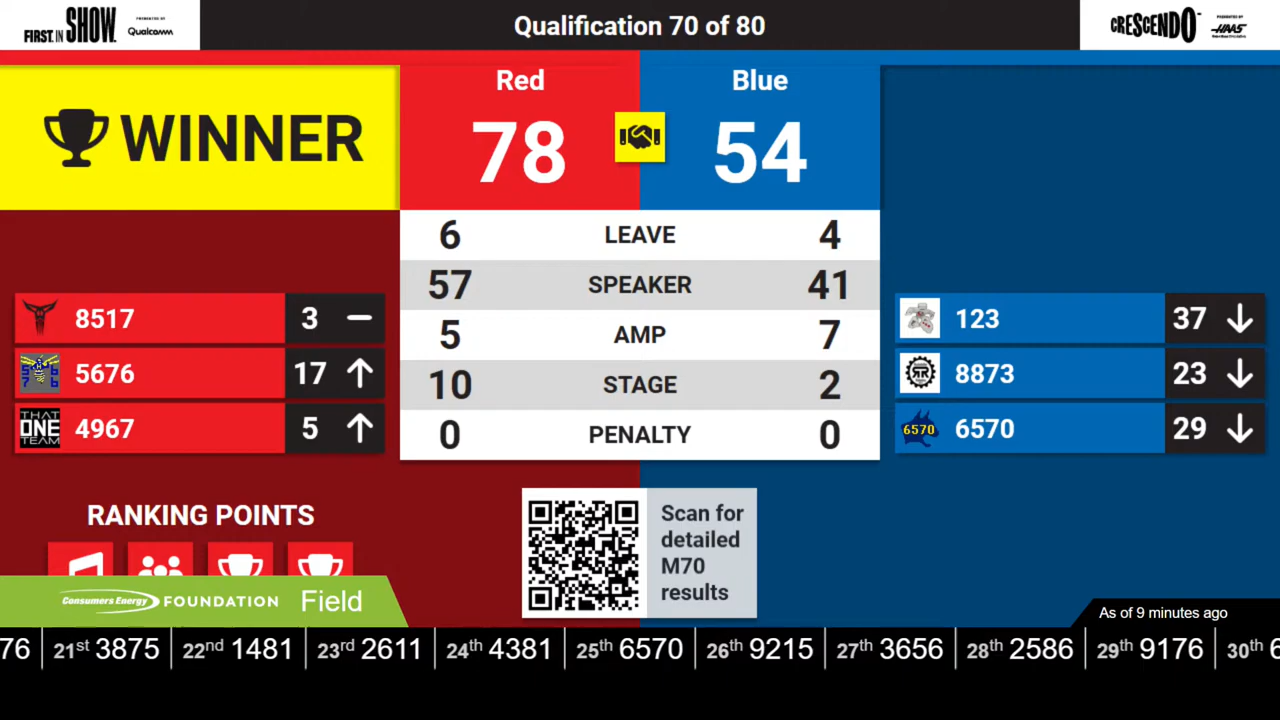 FIRST. IN SHOW.
PRESENTED BY
Qualcomm
Qualification 70 of 80
CRESCENDO
PRESENTED BY
HAAS
WINNER
Red
Blue
78
54
6 LEAVE 4
57 SPEAKER 41
5 AMP 7
10 STAGE 2
0 PENALTY 0
8517 3
5676 17
THAT
ONE
TEAM
4967 5
123 37
8873 23
6570
6570 29
RANKING POINTS
Scan for
detailed
M70
results
Consumers Energy FOUNDATION Field
As of 9 minutes ago
76 21st 3875 22nd 1481 23rd 2611 24th 4381 25th 6570 26th 9215 27th 3656 28th 2586 29th 9176 30th 6